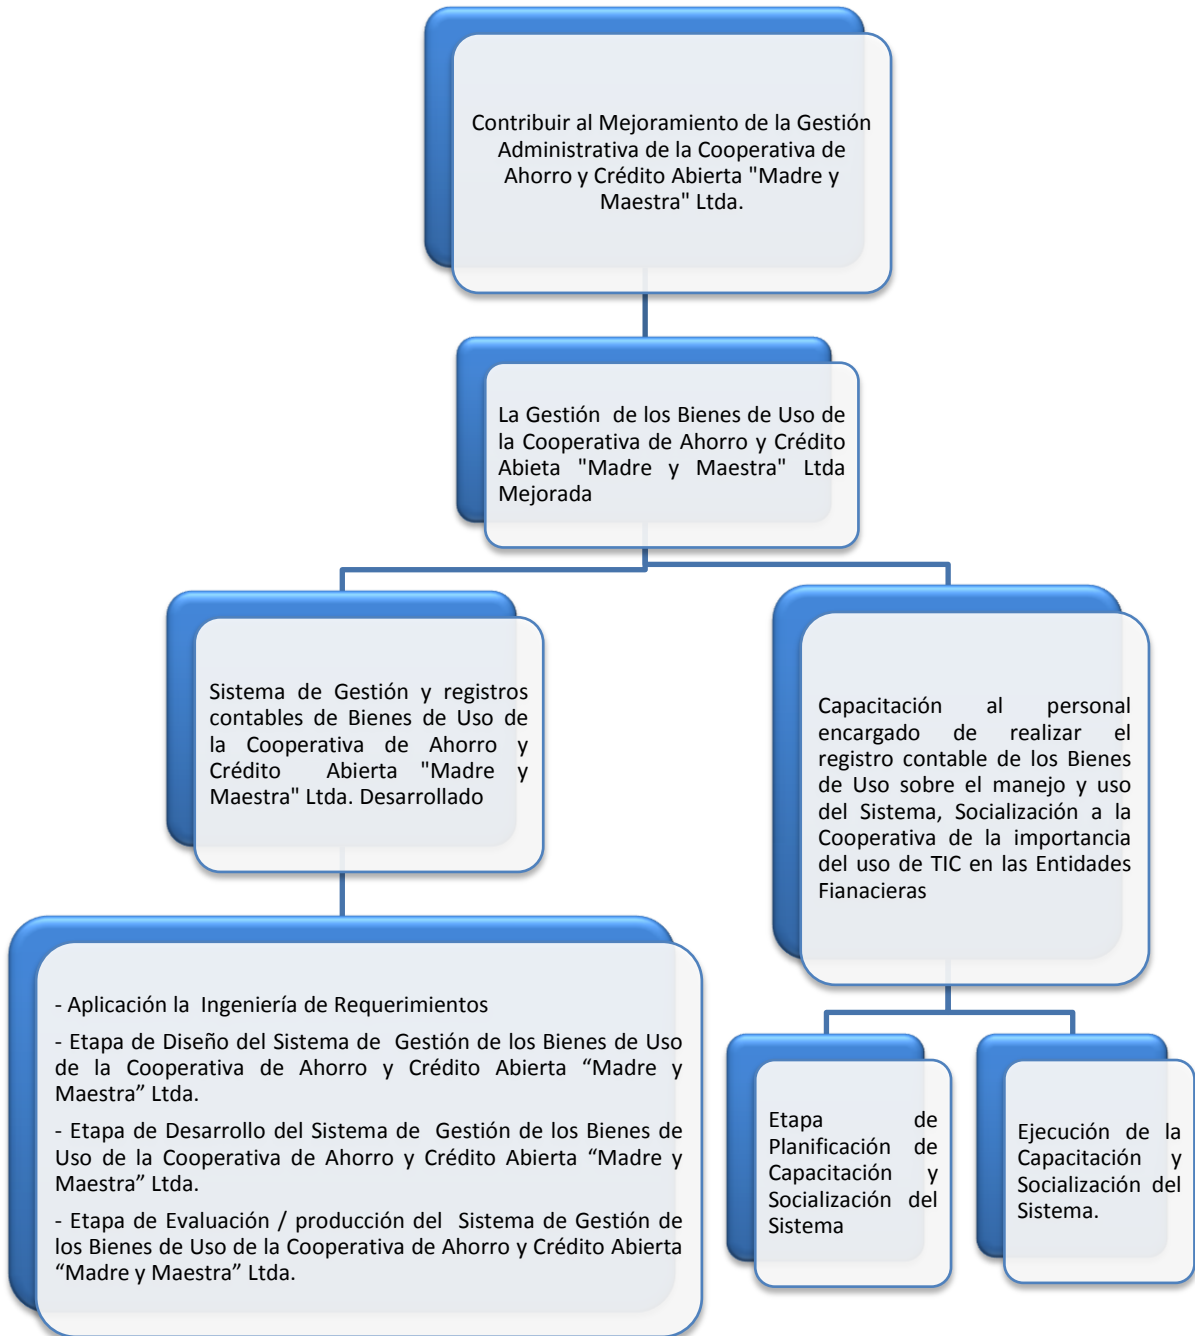 Contribuir al Mejoramiento de la Gestión
Administrativa de la Cooperativa de
Ahorro y Crédito Abierta "Madre y
Maestra" Ltda.
La Gestión de los Bienes de Uso de
la Cooperativa de Ahorro y Crédito
Abieta "Madre y Maestra" Ltda
Mejorada
Sistema de Gestión y registros
contables de Bienes de Uso de
la Cooperativa de Ahorro y
Crédito Abierta "Madre y
Maestra" Ltda. Desarrollado
Capacitación al personal
encargado de realizar el
registro contable de los Bienes
de Uso sobre el manejo y uso
del Sistema, Socialización a la
Cooperativa de la importancia
del uso de TIC en las Entidades
Fianacieras
- Aplicación la Ingeniería de Requerimientos
- Etapa de Diseño del Sistema de Gestión de los Bienes de Uso
de la Cooperativa de Ahorro y Crédito Abierta “Madre y
Maestra” Ltda.
- Etapa de Desarrollo del Sistema de Gestión de los Bienes de
Uso de la Cooperativa de Ahorro y Crédito Abierta “Madre y
Maestra” Ltda.
- Etapa de Evaluación / producción del Sistema de Gestión de
los Bienes de Uso de la Cooperativa de Ahorro y Crédito Abierta
“Madre y Maestra” Ltda.
Etapa de
Planificación de
Capacitación y
Socialización del
Sistema
Ejecución de la
Capacitación y
Socialización del
Sistema.